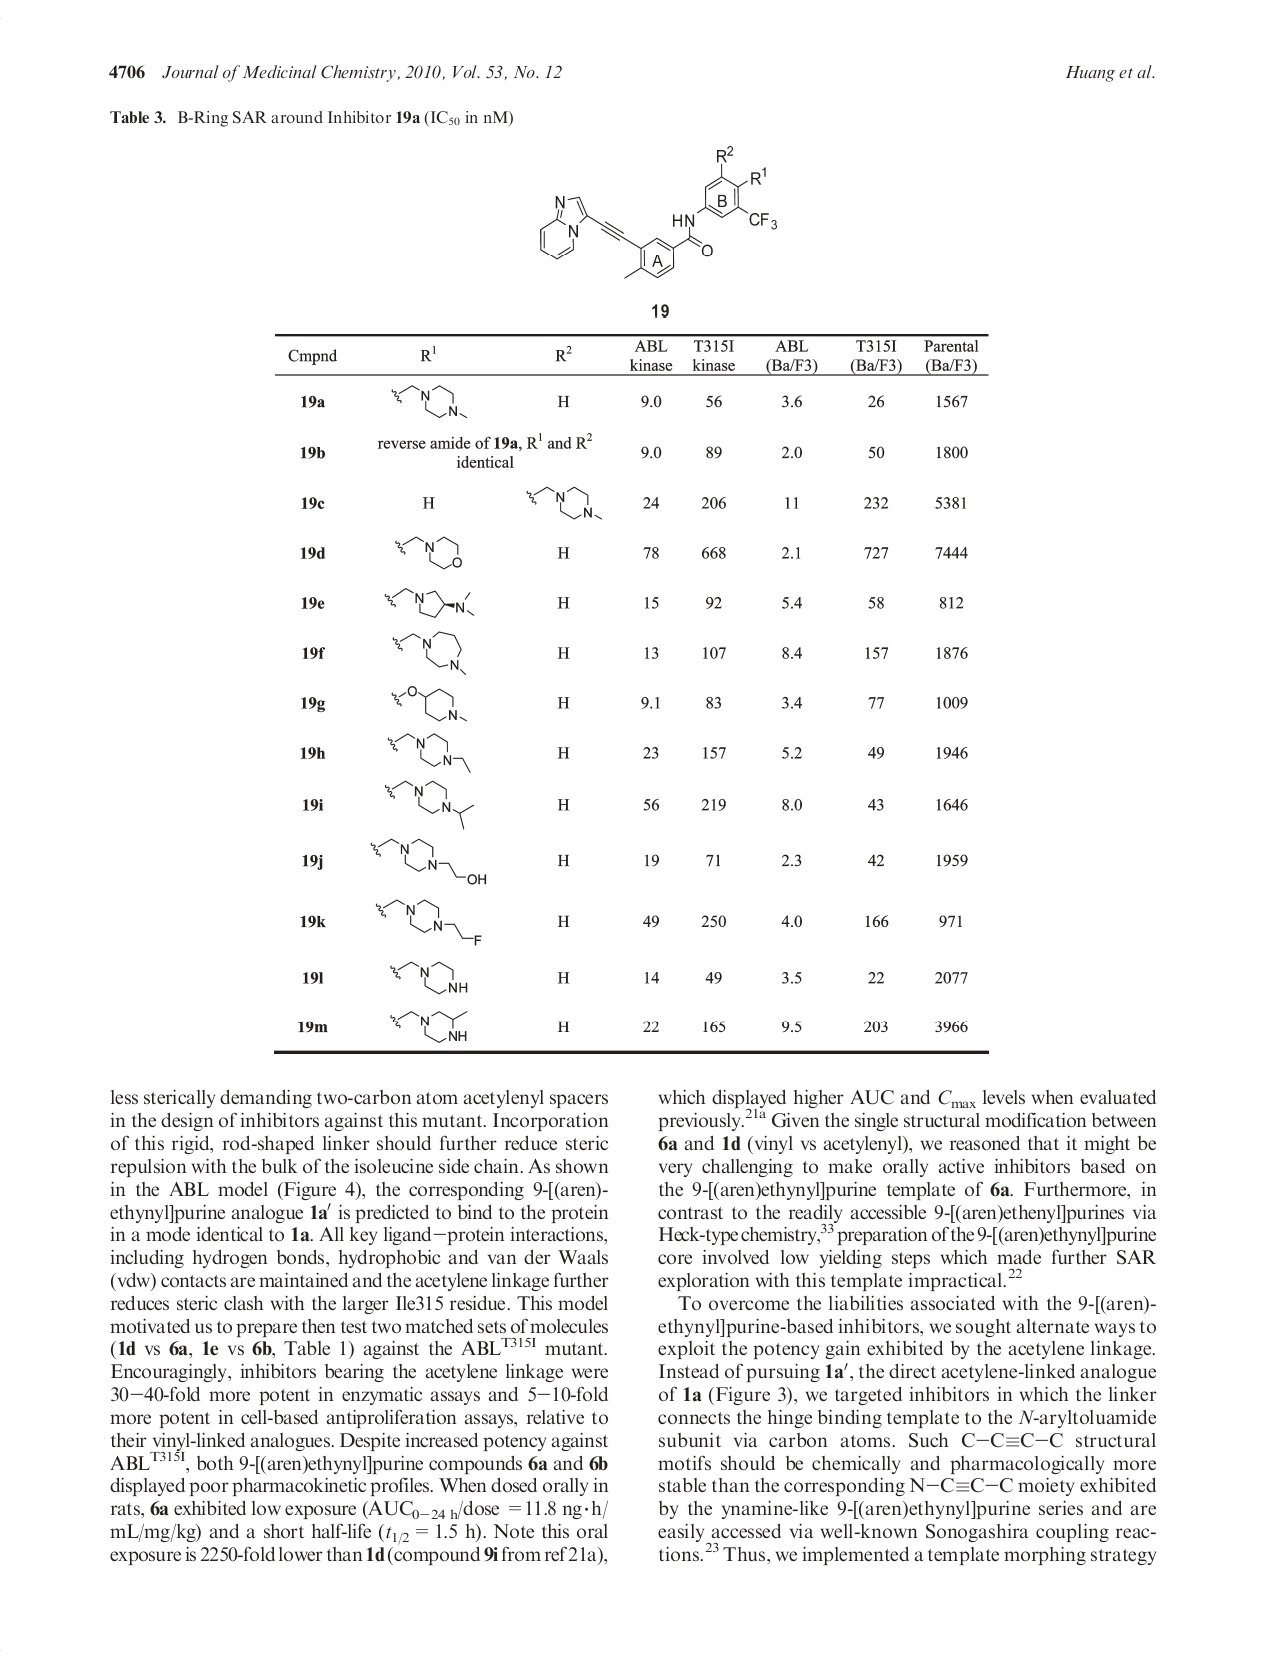 4706 Journal of Medicinal Chemistry, 2010, Vol. 53, No. 12 Huang et al.
Table 3. B-Ring SAR around Inhibitor 19a (IC50 in nM)
R2
R1
B
N
HN
CF3
N
O
A
19
Cmpnd R1 R2 ABL kinase T315I kinase ABL (Ba/F3) T315I (Ba/F3) Parental (Ba/F3)
19a N N H 9.0 56 3.6 26 1567
19b reverse amide of 19a, R1 and R2 identical 9.0 89 2.0 50 1800
19c H N N 24 206 11 232 5381
19d N O H 78 668 2.1 727 7444
19e N N H 15 92 5.4 58 812
19f N N H 13 107 8.4 157 1876
19g O N H 9.1 83 3.4 77 1009
19h N N H 23 157 5.2 49 1946
19i N N H 56 219 8.0 43 1646
19j N N OH H 19 71 2.3 42 1959
19k N N F H 49 250 4.0 166 971
19l N NH H 14 49 3.5 22 2077
19m N NH H 22 165 9.5 203 3966
less sterically demanding two-carbon atom acetylenyl spacers
in the design of inhibitors against this mutant. Incorporation
of this rigid, rod-shaped linker should further reduce steric
repulsion with the bulk of the isoleucine side chain. As shown
in the ABL model (Figure 4), the corresponding 9-[(aren)-
ethynyl]purine analogue 1a′ is predicted to bind to the protein
in a mode identical to 1a. All key ligand−protein interactions,
including hydrogen bonds, hydrophobic and van der Waals
(vdw) contacts are maintained and the acetylene linkage further
reduces steric clash with the larger Ile315 residue. This model
motivated us to prepare then test two matched sets of molecules
(1d vs 6a, 1e vs 6b, Table 1) against the ABLT315I mutant.
Encouragingly, inhibitors bearing the acetylene linkage were
30−40-fold more potent in enzymatic assays and 5−10-fold
more potent in cell-based antiproliferation assays, relative to
their vinyl-linked analogues. Despite increased potency against
ABLT315I, both 9-[(aren)ethynyl]purine compounds 6a and 6b
displayed poor pharmacokinetic profiles. When dosed orally in
rats, 6a exhibited low exposure (AUC0−24 h/dose =11.8 ng·h/
mL/mg/kg) and a short half-life (t1/2 = 1.5 h). Note this oral
exposure is 2250-fold lower than 1d (compound 9i from ref 21a),
which displayed higher AUC and Cmax levels when evaluated
previously.21a Given the single structural modification between
6a and 1d (vinyl vs acetylenyl), we reasoned that it might be
very challenging to make orally active inhibitors based on
the 9-[(aren)ethynyl]purine template of 6a. Furthermore, in
contrast to the readily accessible 9-[(aren)ethenyl]purines via
Heck-type chemistry,33 preparation of the 9-[(aren)ethynyl]purine
core involved low yielding steps which made further SAR
exploration with this template impractical.22
To overcome the liabilities associated with the 9-[(aren)-
ethynyl]purine-based inhibitors, we sought alternate ways to
exploit the potency gain exhibited by the acetylene linkage.
Instead of pursuing 1a′, the direct acetylene-linked analogue
of 1a (Figure 3), we targeted inhibitors in which the linker
connects the hinge binding template to the N-aryltoluamide
subunit via carbon atoms. Such C−C≡C−C structural
motifs should be chemically and pharmacologically more
stable than the corresponding N−C≡C−C moiety exhibited
by the ynamine-like 9-[(aren)ethynyl]purine series and are
easily accessed via well-known Sonogashira coupling reac-
tions.23 Thus, we implemented a template morphing strategy